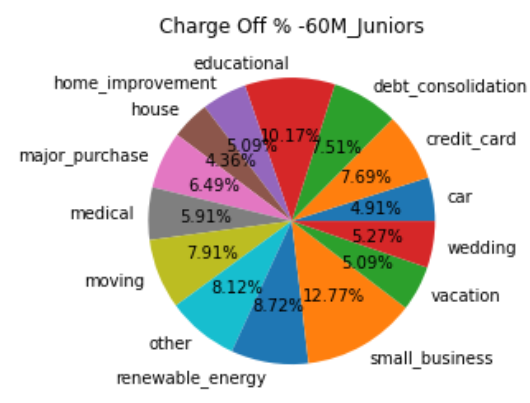 Charge Off % -60M_Juniors
educational
home_improvement
debt_consolidation
house
credit_card
major_purchase
car
medical
wedding
moving
vacation
other
small_business
renewable_energy
10.17%
7.51%
5.09%
4.36%
7.69%
6.49%
4.91%
5.91%
5.27%
7.91%
5.09%
8.12%
8.72%
12.77%